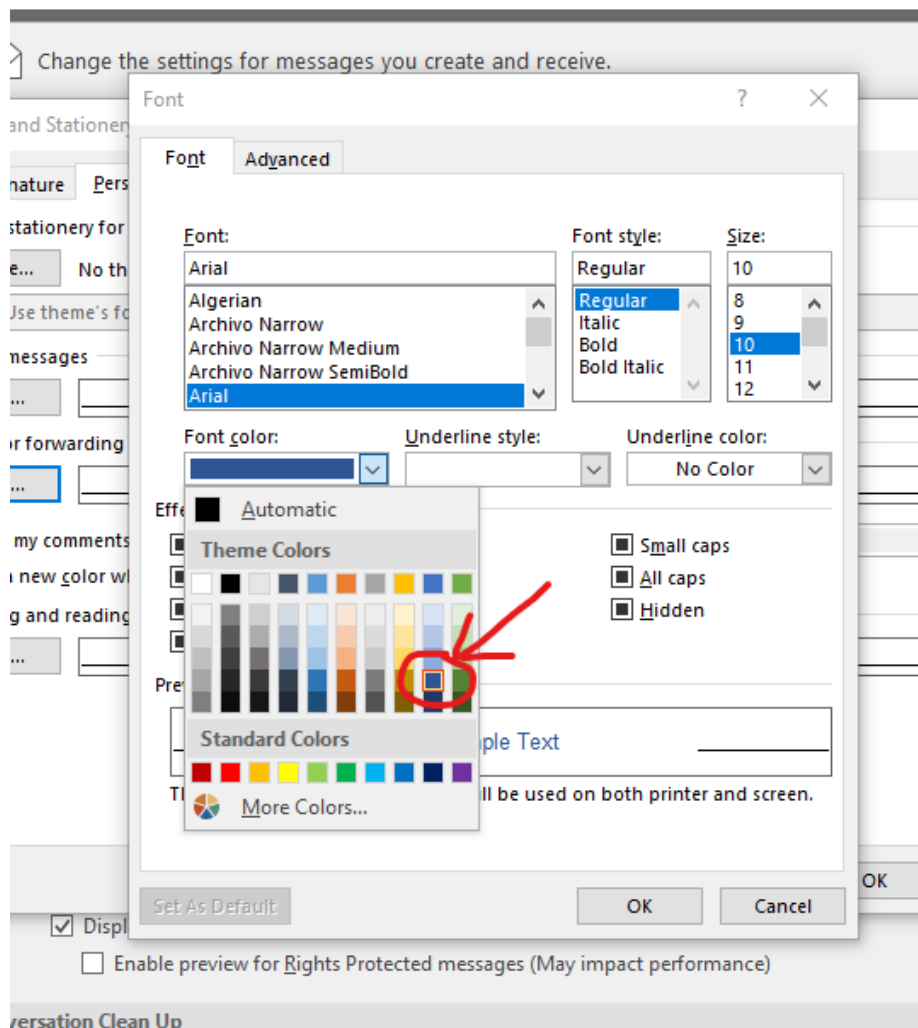 Change the settings for messages you create and receive.
Font
and Stationery
Font Advanced
nature Pers
stationery for
Font: Font style: Size:
e... No th
Arial Regular 10
Use theme's fo
Algerian Regular 8
Archivo Narrow Italic 9
Archivo Narrow Medium Bold 10
Archivo Narrow SemiBold Bold Italic 11
Arial 12
messages
...
or forwarding
Font color: Underline style: Underline color:
No Color
...
Effe
Automatic
my comments
Theme Colors
Small caps
new color wh
All caps
g and reading
Hidden
...
Pre
Standard Colors
ple Text
Th ll be used on both printer and screen.
More Colors...
OK
Set As Default OK Cancel
Displ
Enable preview for Rights Protected messages (May impact performance)
versation Clean Up